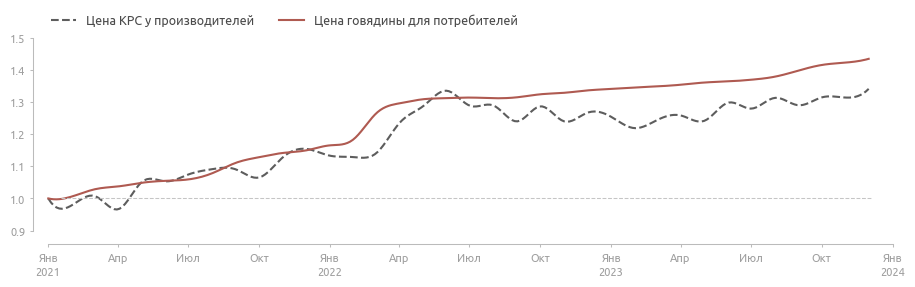 Цена КРС у производителей Цена говядины для потребителей
1.5
1.4
1.3
1.2
1.1
1.0
0.9
Янв Апр Июл Окт Янв Апр Июл Окт Янв Апр Июл Окт Янв
2021 2022 2023 2024